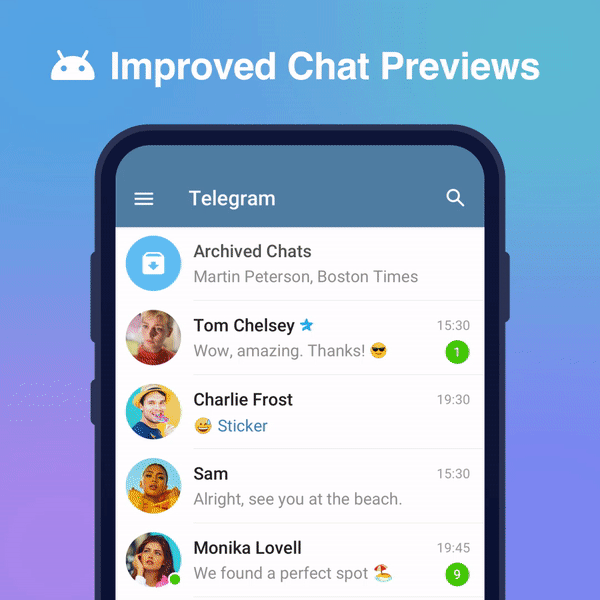 Improved Chat Previews
Telegram
Archived Chats
Martin Peterson, Boston Times
Tom Chelsey 15:30
Wow, amazing. Thanks! 😎 1
Charlie Frost 19:30
😅 Sticker
Sam 15:30
Alright, see you at the beach.
Monika Lovell 19:45
We found a perfect spot 🏖️ 9